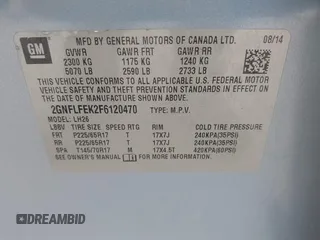 GM
MFD BY GENERAL MOTORS OF CANADA LTD.
08/14
GVWR GAWR FRT GAWR RR
2300 KG 1175 KG 1240 KG
5070 LB 2590 LB 2733 LB
THIS VEHICLE CONFORMS TO ALL APPLICABLE U.S. FEDERAL MOTOR
VEHICLE SAFETY, BUMPER, AND THEFT PREVENTION STANDARDS
IN EFFECT ON THE DATE OF MANUFACTURE SHOWN ABOVE.
2GNFLFEK2F6120470 TYPE: M.P.V.
MODEL: LH26
TIRE SIZE SPEED RTG RIM COLD TIRE PRESSURE
FRT P225/65R17 T 17X7J 240KPA(35PSI)
RR P225/65R17 T 17X7J 240KPA(35PSI)
SPA T145/70R17 M 17X4.5T 420KPA(60PSI)
SEE OWNER'S MANUAL
© DREAMBID